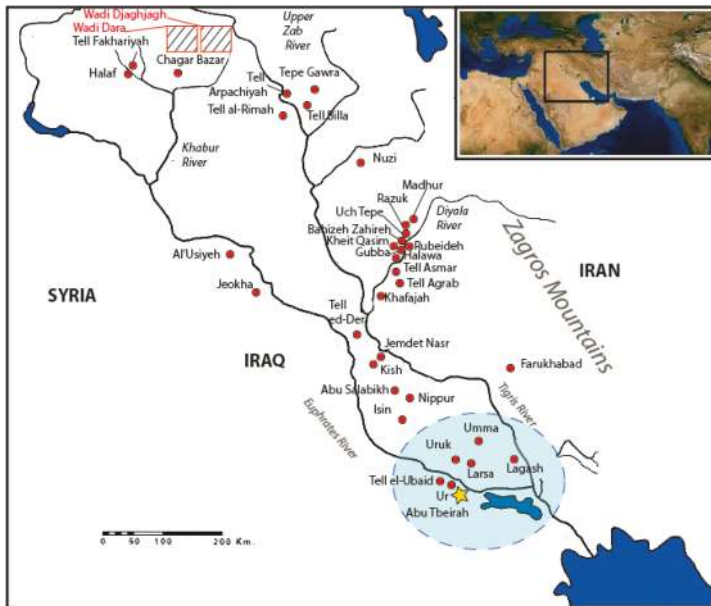 Wadi Djaghjagh
Wadi Dara
Tell Fakhariyah
Halaf
Chagar Bazar
Upper
Zab
River
Tell
Arpachiyah
Tepe Gawra
Tell al-Rimah
Tell Billa
Khabur
River
Nuzi
Madhur
Razuk
Uch Tepe
Diyala
River
Bahizeh Zahireh
Kheit Qasim
Rubeideh
Gubba
Halawa
Tell Asmar
Tell Agrab
Khafajah
Al'Usiyeh
Jeokha
SYRIA
IRAN
Zagros Mountains
Tell
ed-Der
IRAQ
Jemdet Nasr
Kish
Farukhabad
Abu Salabikh
Nippur
Isin
Tigris River
Euphrates River
Umma
Uruk
Larsa
Lagash
Tell el-Ubaid
Ur
Abu Tbeirah
0 50 100 200 Km.